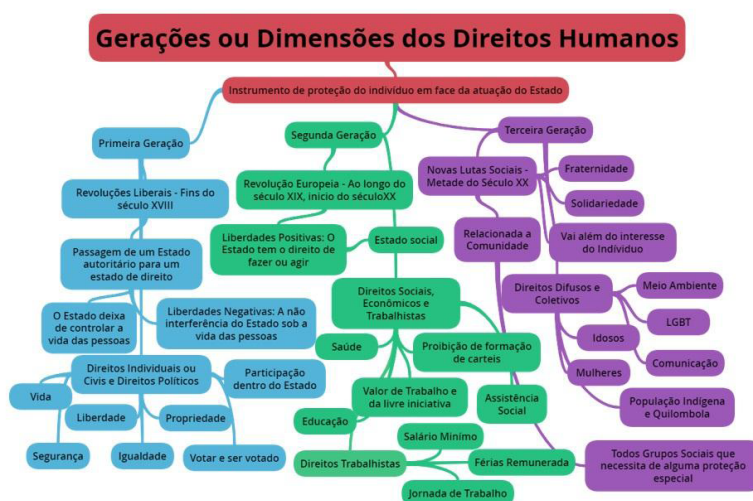 Gerações ou Dimensões dos Direitos Humanos
Instrumento de proteção do individuo em face da atuação do Estado
Primeira Geração
Revoluções Liberais - Fins do
século XVIII
Passagem de um Estado
autoritário para um
estado de direito
O Estado deixa
de controlar a
vida das pessoas
Liberdades Negativas: A não
interferência do Estado sob a
vida das pessoas
Direitos Individuais ou
Civis e Direitos Políticos
Participação
dentro do Estado
Vida
Liberdade
Propriedade
Segurança
Igualdade
Votar e ser votado
Segunda Geração
Revolução Europeia - Ao longo do
século XIX, inicio do séculoXX
Liberdades Positivas: O
Estado tem o direito de
fazer ou agir
Estado social
Direitos Sociais,
Econômicos e
Trabalhistas
Saúde
Proibição de formação
de carteis
Valor de Trabalho e
da livre iniciativa
Assistência
Social
Educação
Direitos Trabalhistas
Salário Mínimo
Férias Remunerada
Jornada de Trabalho
Terceira Geração
Novas Lutas Sociais -
Metade do Século XX
Fraternidade
Solidariedade
Relacionada a
Comunidade
Vai além do interesse
do Indíviduo
Direitos Difusos e
Coletivos
Meio Ambiente
LGBT
Idosos
Comunicação
Mulheres
População Indígena
e Quilombola
Todos Grupos Sociais que
necessita de alguma proteção
especial